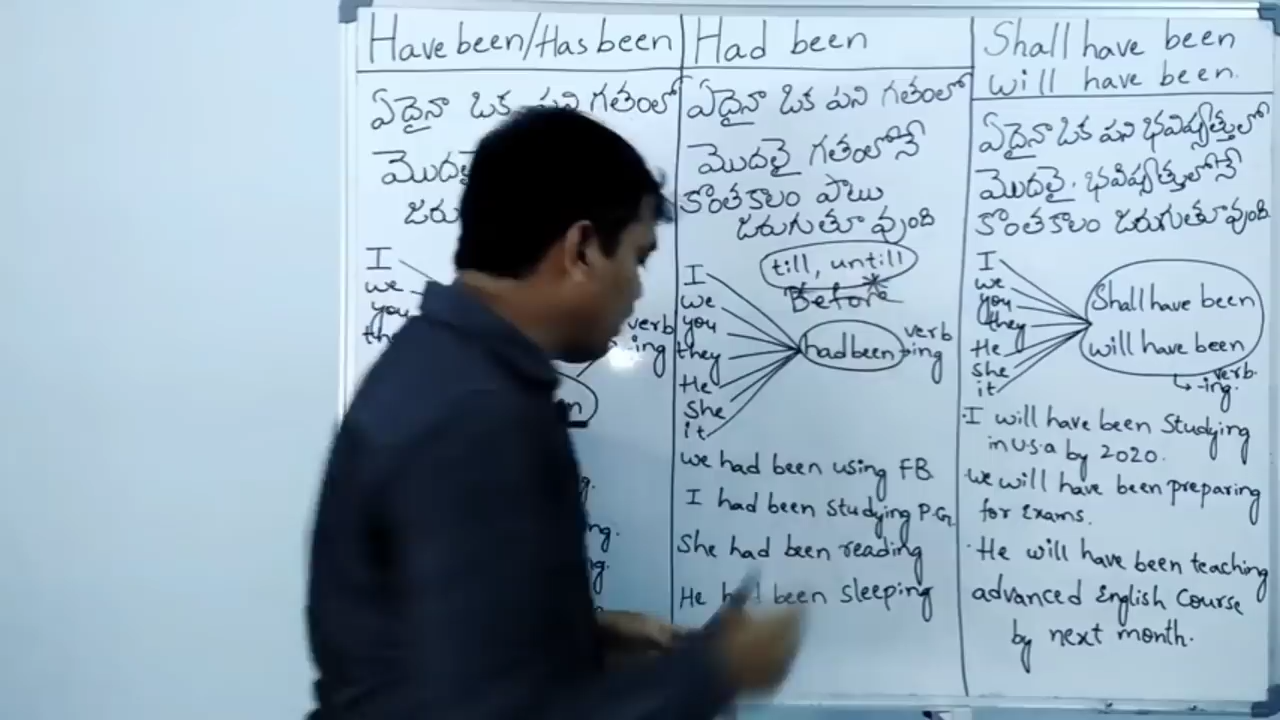 Have been/Has been
ఏదైనా ఒక పని గతంలో
I
we
you
verb
ing
Had been
ఏదైనా ఒక పని గతంలో
మొదలై గతంలోనే
కొంతకాలం పాటు
జరుగుతూ వుంది
till, untill
Before
I
we
you
they
He
She
it
had been
verb
ing
we had been using FB
I had been studying P.G
She had been reading
He had been sleeping
Shall have been
will have been.
ఏదైనా ఒక పని భవిష్యత్తులో
మొదలై భవిష్యత్తులోనే
కొంతకాలం జరుగుతూ వుంది
I
we
you
they
He
she
it
Shall have been
will have been
verb.
ing.
I will have been Studying
in U.S.a by 2020.
we will have been preparing
for Exams.
He will have been teaching
advanced English Course
by next month.